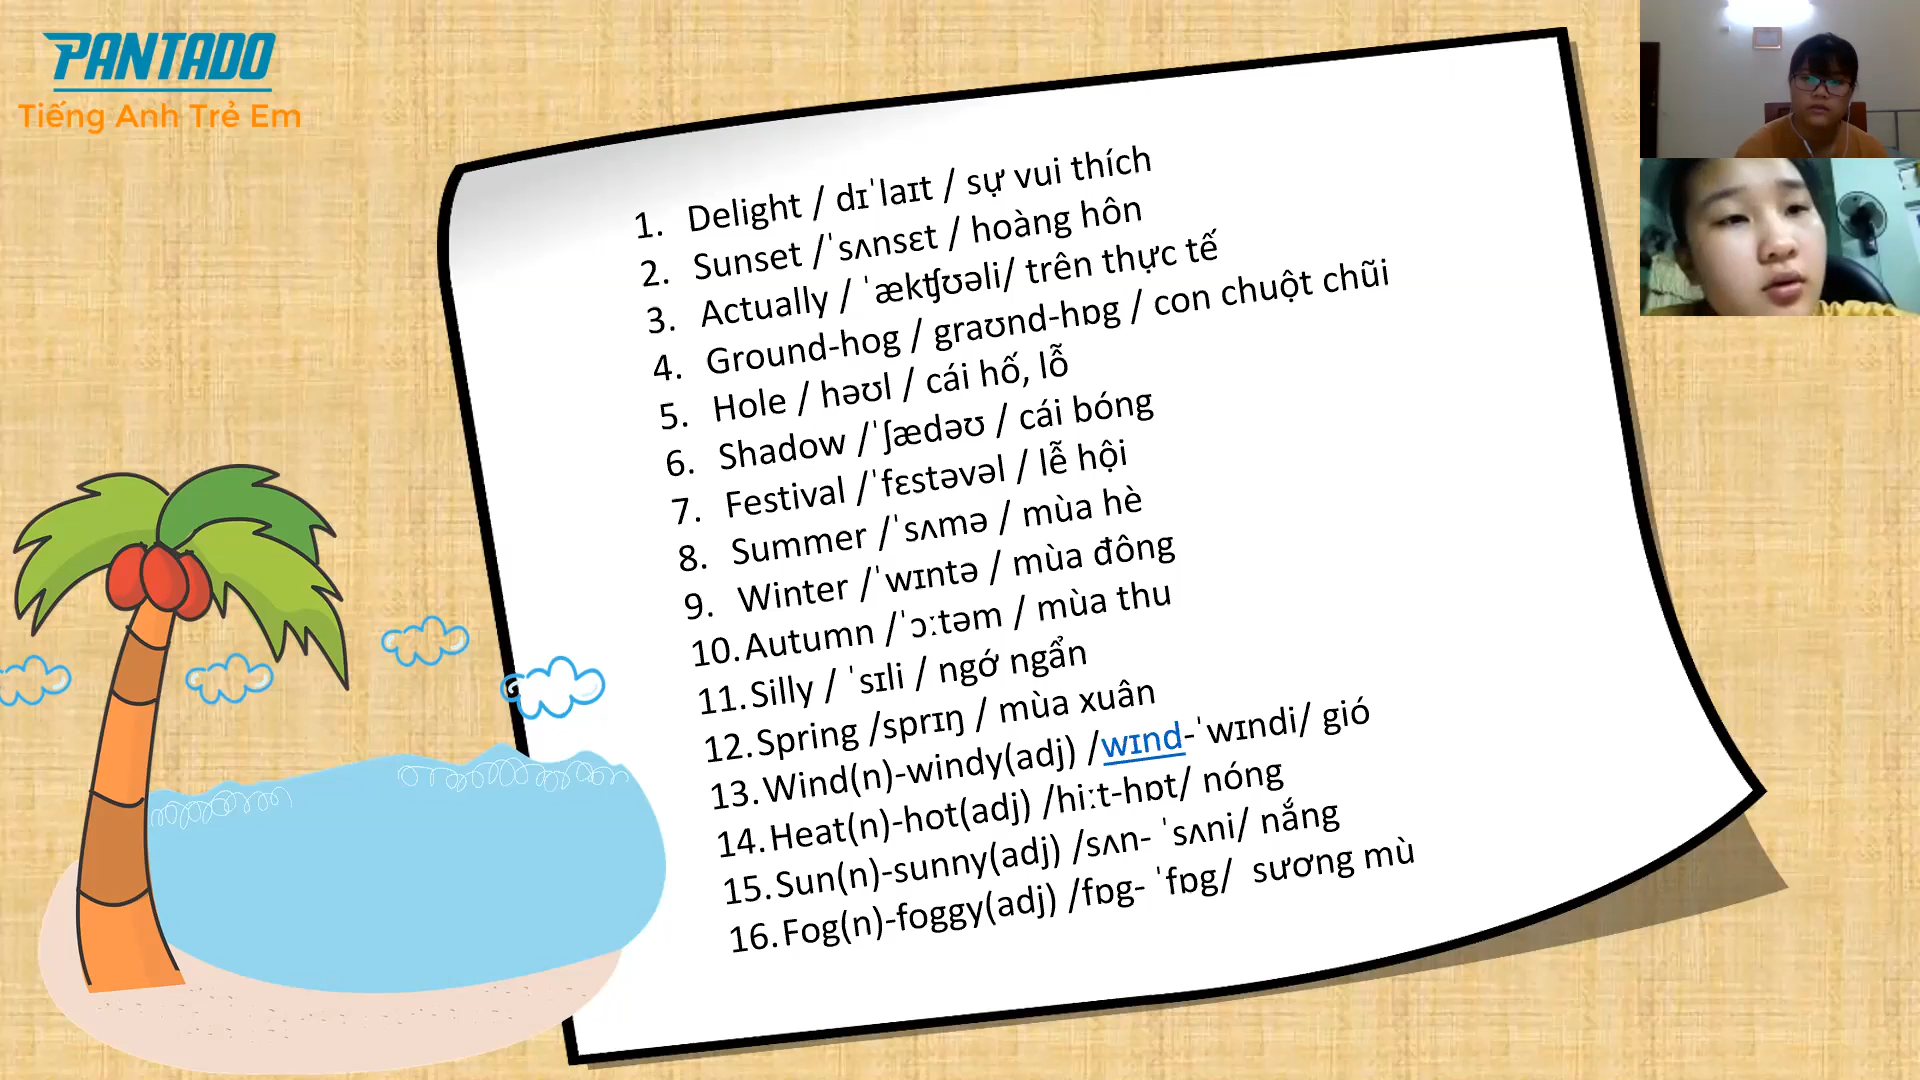 PANTADO
Tiếng Anh Trẻ Em
1. Delight / dɪˈlaɪt / sự vui thích
2. Sunset /ˈsʌnsɛt / hoàng hôn
3. Actually / ˈækʧʊəli/ trên thực tế
4. Ground-hog / graʊnd-hɒg / con chuột chũi
5. Hole / həʊl / cái hố, lỗ
6. Shadow /ˈʃædəʊ / cái bóng
7. Festival /ˈfɛstəvəl / lễ hội
8. Summer /ˈsʌmə / mùa hè
9. Winter /ˈwɪntə / mùa đông
10. Autumn /ˈɔːtəm / mùa thu
11. Silly / ˈsɪli / ngớ ngẩn
12. Spring /sprɪŋ / mùa xuân
13. Wind(n)-windy(adj) /wɪnd-ˈwɪndi/ gió
14. Heat(n)-hot(adj) /hiːt-hɒt/ nóng
15. Sun(n)-sunny(adj) /sʌn- ˈsʌni/ nắng
16. Fog(n)-foggy(adj) /fɒg- ˈfɒg/ sương mù